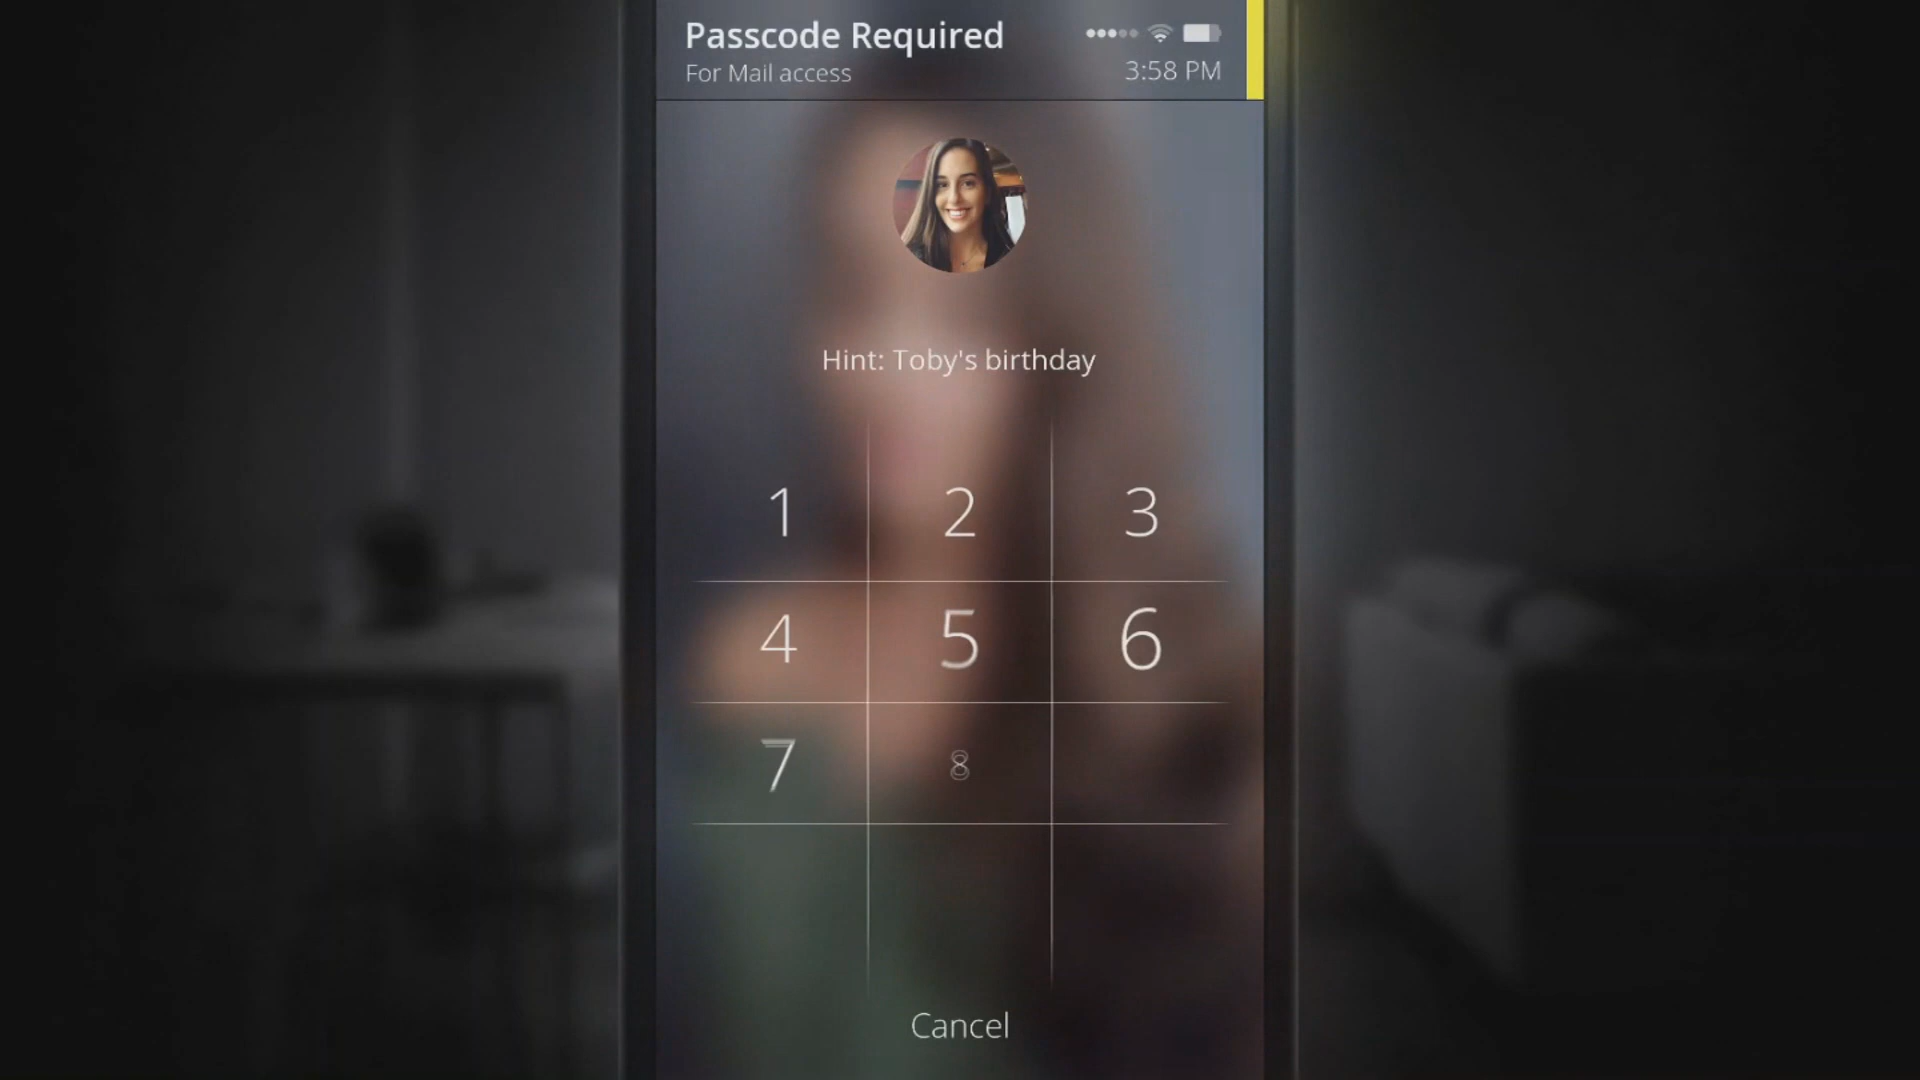 Passcode Required
For Mail access
3:58 PM
Hint: Toby's birthday
1 2 3
4 5 6
7 8
Cancel